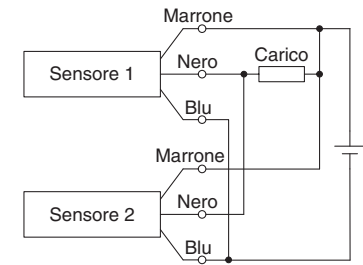 Marrone
Nero
Carico
Sensore 1
Blu
Marrone
Nero
Sensore 2
Blu